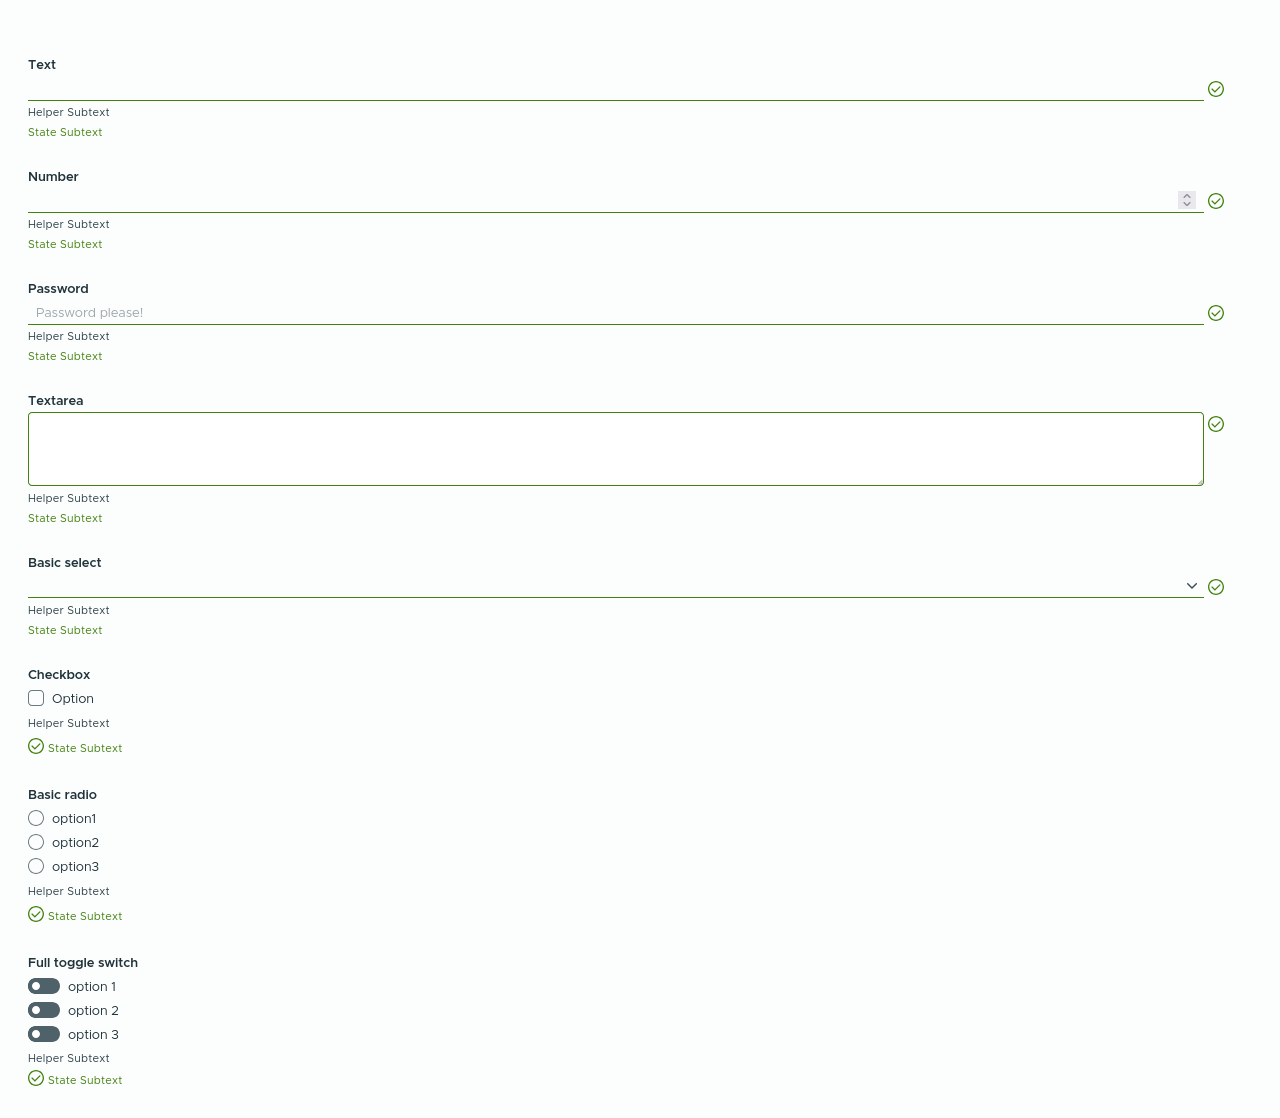 Text
Helper Subtext
State Subtext
Number
Helper Subtext
State Subtext
Password
Password please!
Helper Subtext
State Subtext
Textarea
Helper Subtext
State Subtext
Basic select
Helper Subtext
State Subtext
Checkbox
Option
Helper Subtext
State Subtext
Basic radio
option1
option2
option3
Helper Subtext
State Subtext
Full toggle switch
option 1
option 2
option 3
Helper Subtext
State Subtext